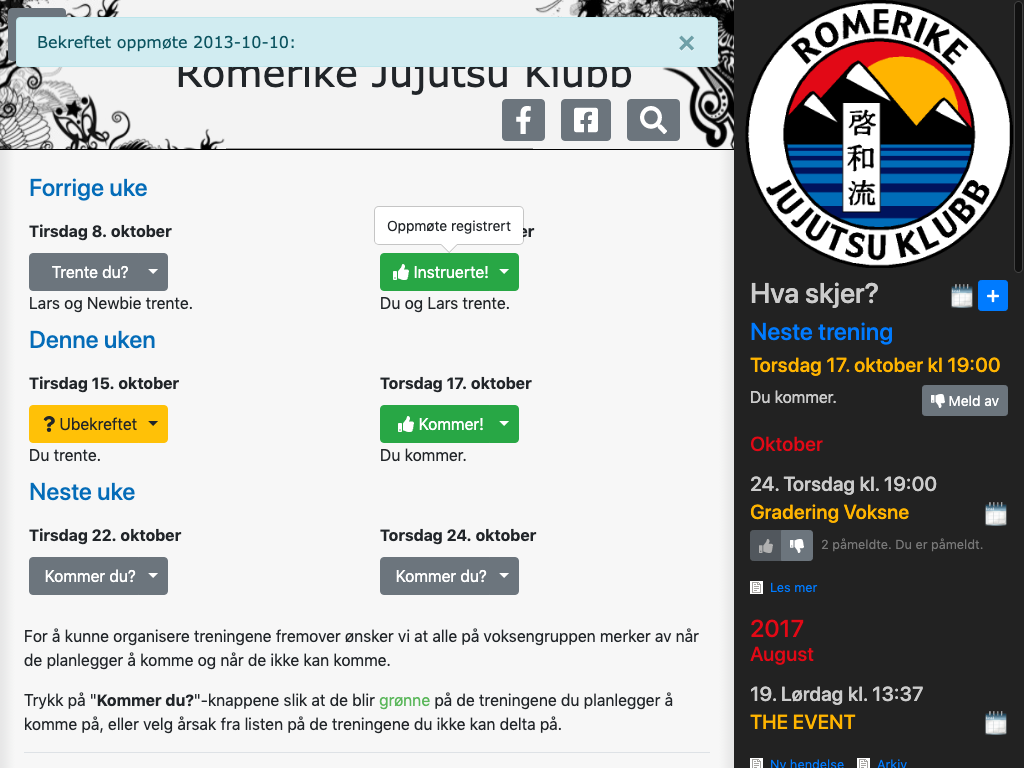 Bekreftet oppmøte 2013-10-10:
×
Romerike Jujutsu Klubb
Forrige uke
Tirsdag 8. oktober
Oppmøte registrert
er
Trente du?
Instruerte!
Lars og Newbie trente.
Du og Lars trente.
Denne uken
Tirsdag 15. oktober
Torsdag 17. oktober
? Ubekreftet
Kommer!
Du trente.
Du kommer.
Neste uke
Tirsdag 22. oktober
Torsdag 24. oktober
Kommer du?
Kommer du?
For å kunne organisere treningene fremover ønsker vi at alle på voksengruppen merker av når
de planlegger å komme og når de ikke kan komme.
Trykk på "Kommer du?"-knappene slik at de blir grønne på de treningene du planlegger å
komme på, eller velg årsak fra listen på de treningene du ikke kan delta på.
ROMERIKE
啓和流
JUJUTSU KLUBB
Hva skjer?
+
Neste trening
Torsdag 17. oktober kl 19:00
Du kommer.
Meld av
Oktober
24. Torsdag kl. 19:00
Gradering Voksne
2 påmeldte. Du er påmeldt.
Les mer
2017
August
19. Lørdag kl. 13:37
THE EVENT
Ny hendelse
Arkiv